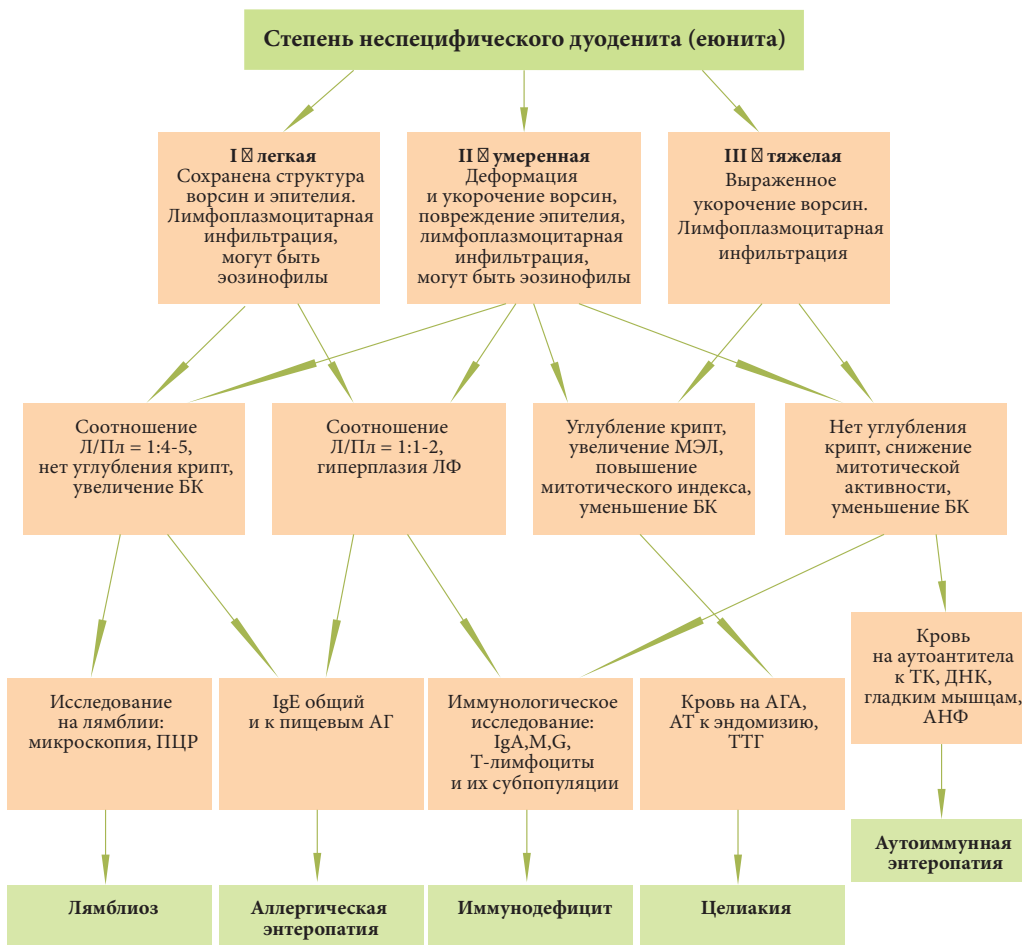 Степень неспецифического дуоденита (еюнита)
I ☒ легкая
Сохранена структура
ворсин и эпителия.
Лимфоплазмоцитарная
инфильтрация,
могут быть
эозинофилы
II ☒ умеренная
Деформация
и укорочение ворсин,
повреждение эпителия,
лимфоплазмоцитарная
инфильтрация,
могут быть эозинофилы
III ☒ тяжелая
Выраженное
укорочение ворсин.
Лимфоплазмоцитарная
инфильтрация
Соотношение
Л/Пл = 1:4-5,
нет углубления крипт,
увеличение БК
Соотношение
Л/Пл = 1:1-2,
гиперплазия ЛФ
Углубление крипт,
увеличение МЭЛ,
повышение
митотического индекса,
уменьшение БК
Нет углубления
крипт, снижение
митотической
активности,
уменьшение БК
Исследование
на лямблии:
микроскопия, ПЦР
IgE общий
и к пищевым АГ
Иммунологическое
исследование:
IgA,M,G,
Т-лимфоциты
и их субпопуляции
Кровь на АГА,
АТ к эндомизию,
ТТГ
Кровь
на аутоантитела
к ТК, ДНК,
гладким мышцам,
АНФ
Лямблиоз
Аллергическая
энтеропатия
Иммунодефицит
Целиакия
Аутоиммунная
энтеропатия